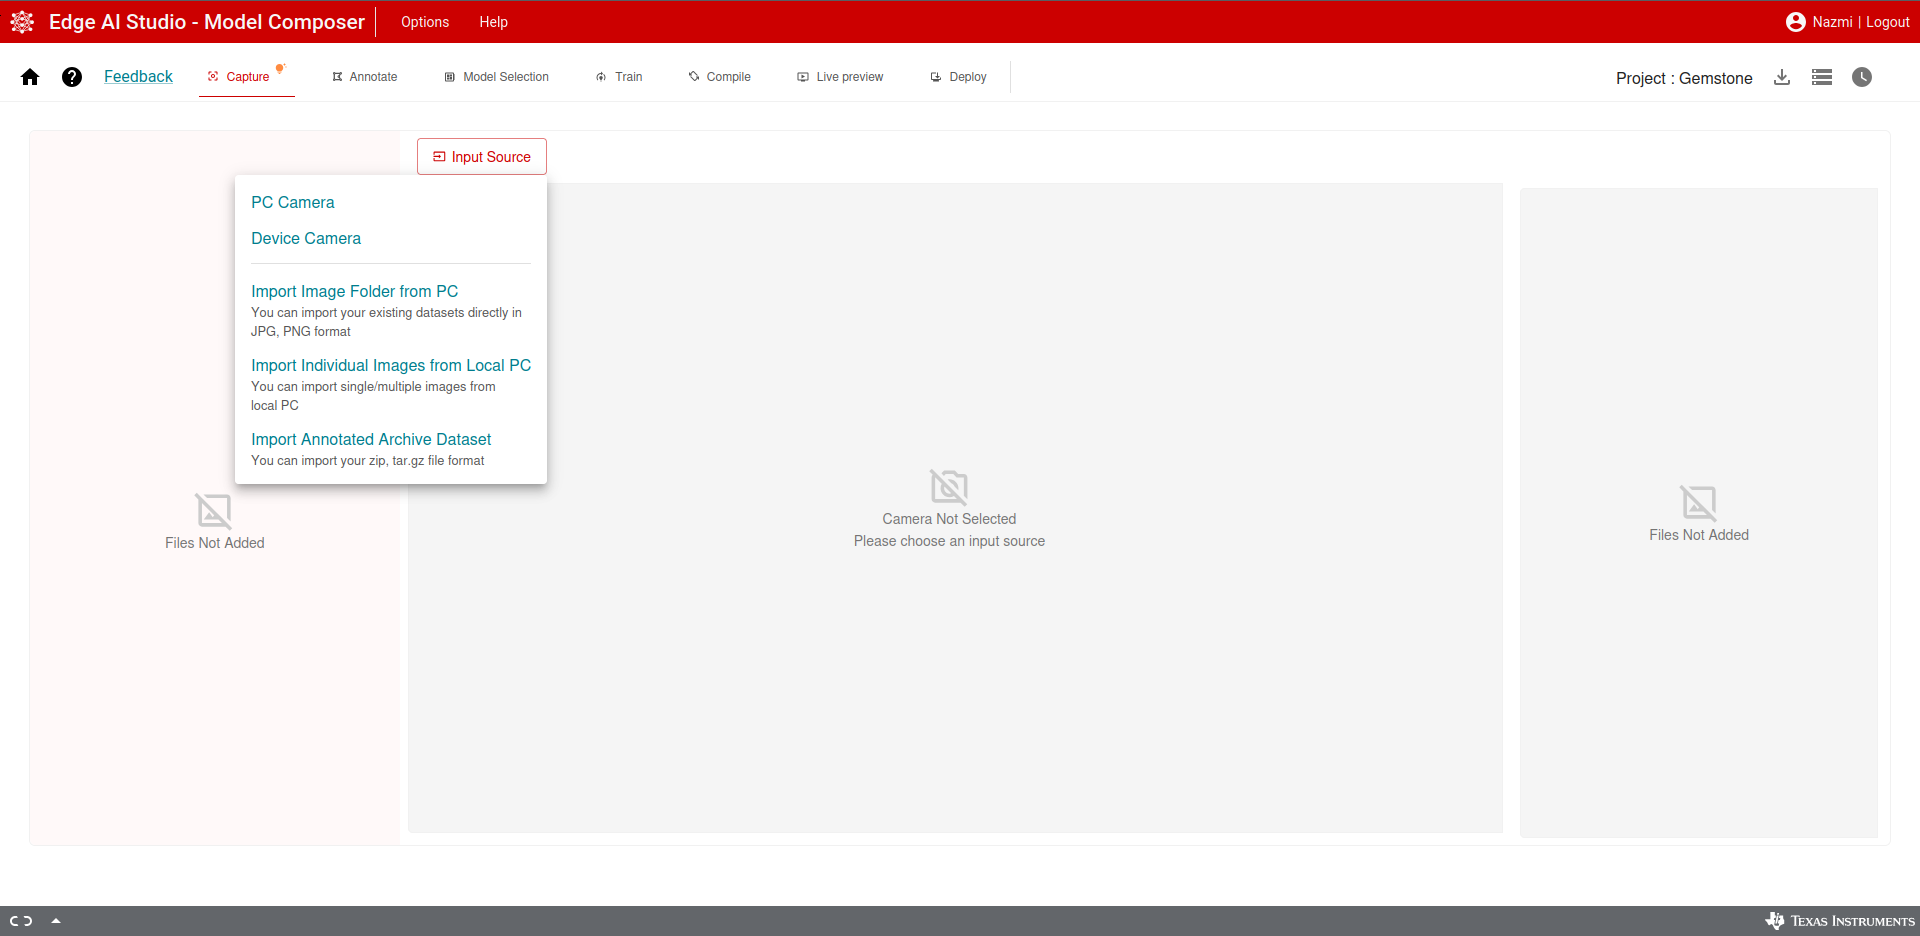 Edge AI Studio - Model Composer
Options
Help
Nazmi | Logout
Feedback
Capture
Annotate
Model Selection
Train
Compile
Live preview
Deploy
Project : Gemstone
Input Source
PC Camera
Device Camera
Import Image Folder from PC
You can import your existing datasets directly in
JPG, PNG format
Import Individual Images from Local PC
You can import single/multiple images from
local PC
Import Annotated Archive Dataset
You can import your zip, tar.gz file format
Files Not Added
Camera Not Selected
Please choose an input source
Files Not Added
Texas Instruments